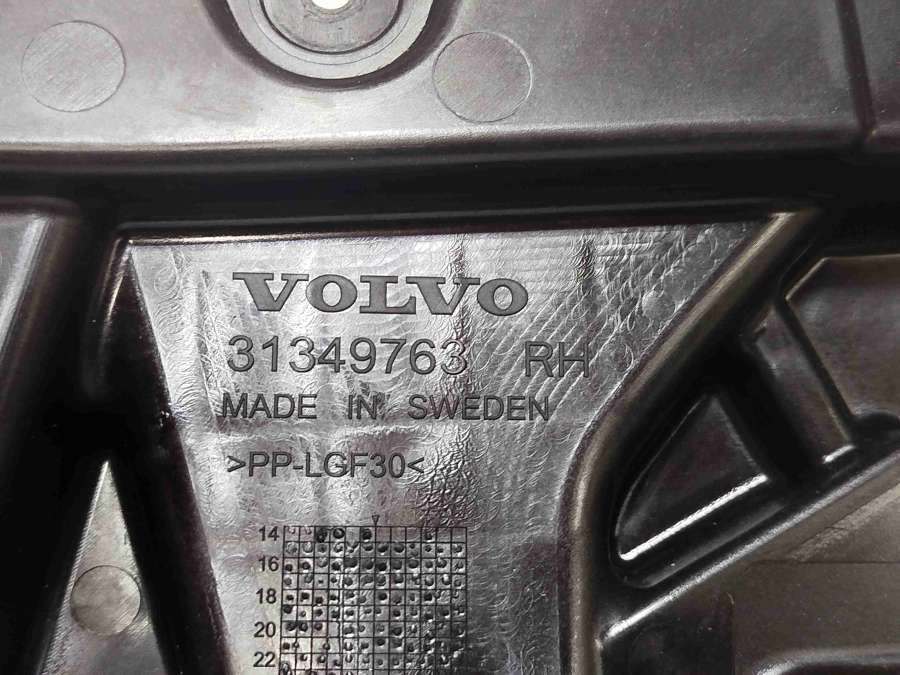 VOLVO
31349763 RH
MADE IN SWEDEN
>PP-LGF30<
14
16
18
20
22